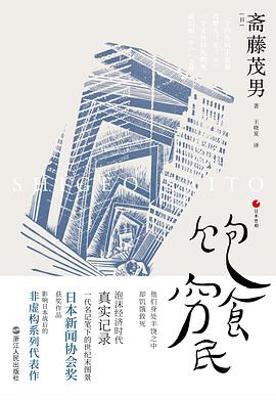 [日]
斋藤茂男
著
王晓夏 译
SHIGEO SAITO
日本世相
饱食穷民
他们身处丰饶之中
却饥饿致死
泡沫经济时代
真实记录
一代名记笔下的世纪末图景
日本新闻协会奖
获奖作品
影响日本战后的
非虚构系列代表作
浙江人民出版社